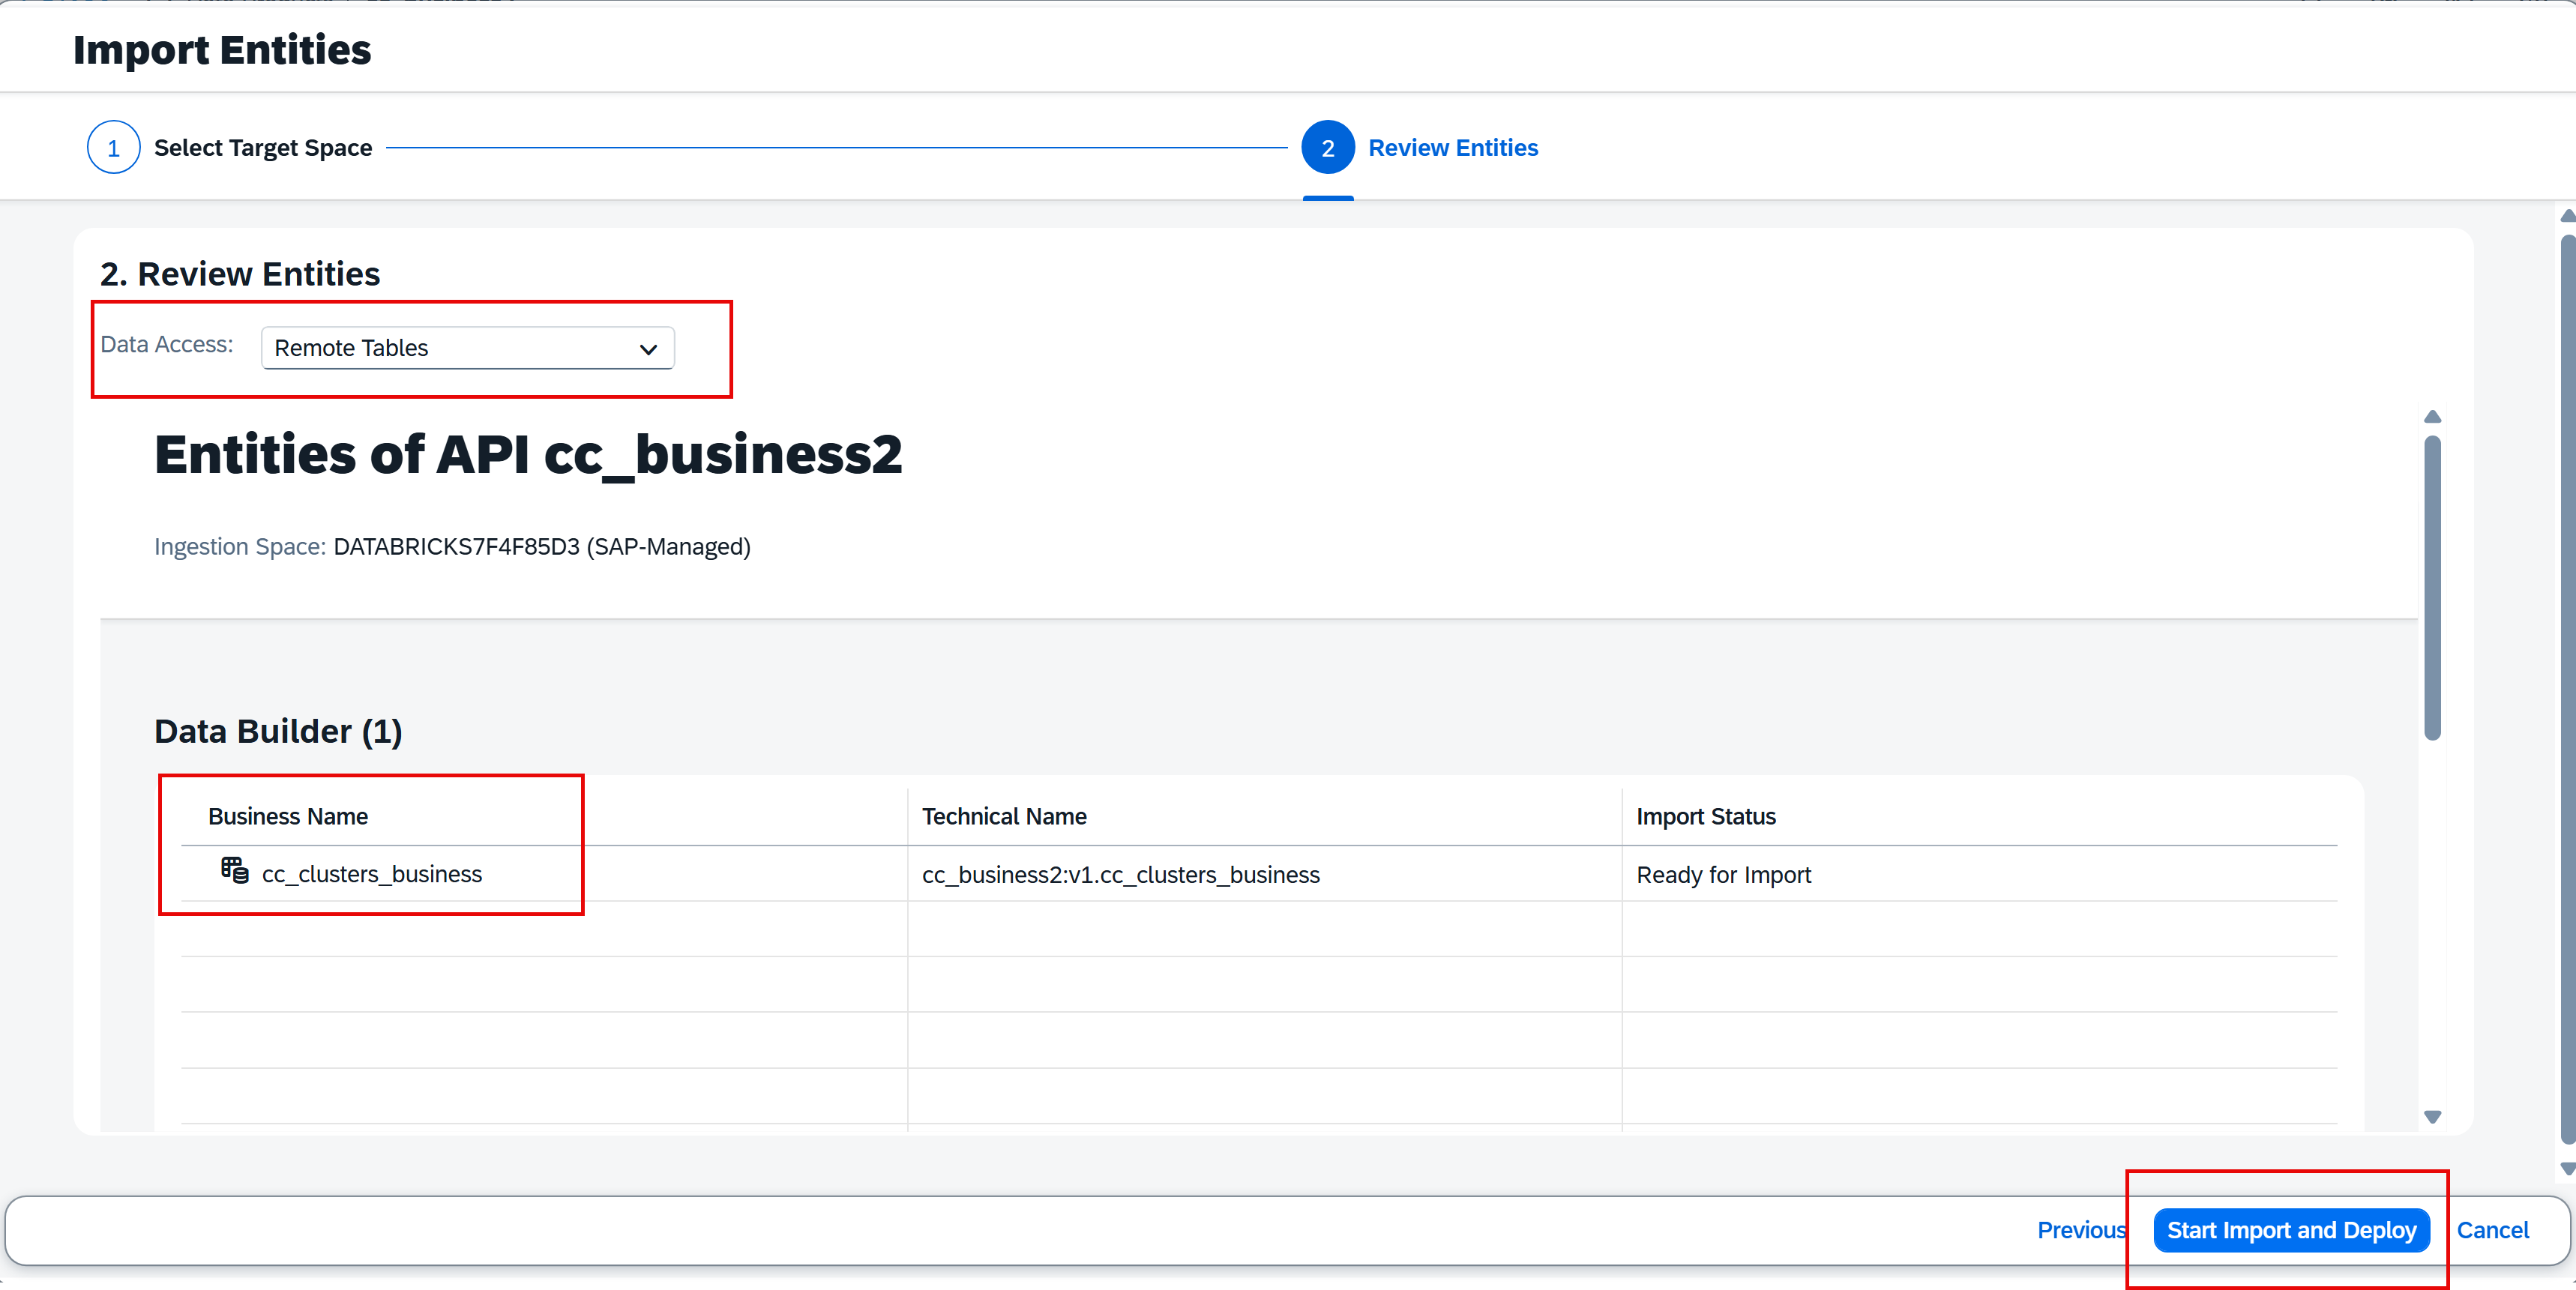 Import Entities
1 Select Target Space 2 Review Entities
2. Review Entities
Data Access: Remote Tables
Entities of API cc_business2
Ingestion Space: DATABRICKS7F4F85D3 (SAP-Managed)
Data Builder (1)
Business Name Technical Name Import Status
cc_clusters_business cc_business2:v1.cc_clusters_business Ready for Import
Previous Start Import and Deploy Cancel